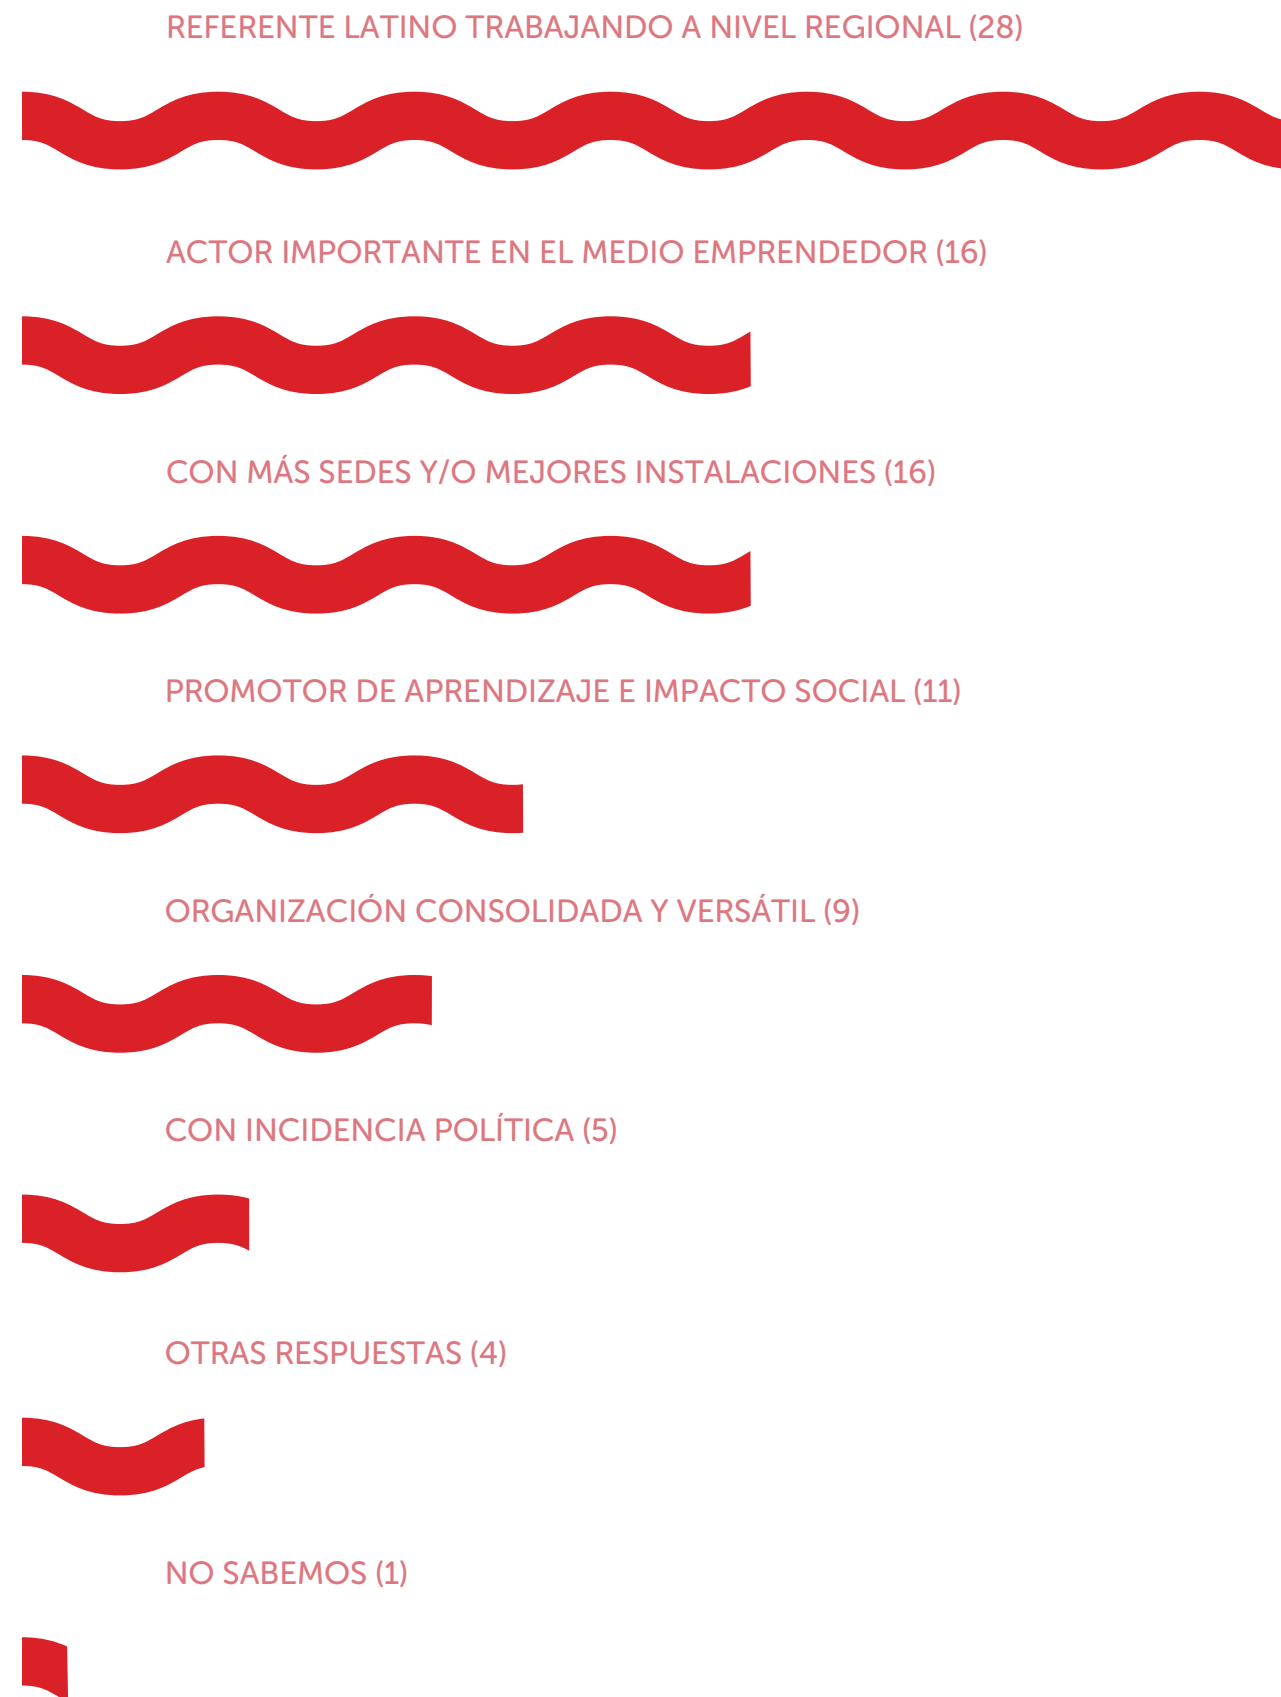 REFERENTE LATINO TRABAJANDO A NIVEL REGIONAL (28)
ACTOR IMPORTANTE EN EL MEDIO EMPRENDEDOR (16)
CON MÁS SEDES Y/O MEJORES INSTALACIONES (16)
PROMOTOR DE APRENDIZAJE E IMPACTO SOCIAL (11)
ORGANIZACIÓN CONSOLIDADA Y VERSÁTIL (9)
CON INCIDENCIA POLÍTICA (5)
OTRAS RESPUESTAS (4)
NO SABEMOS (1)